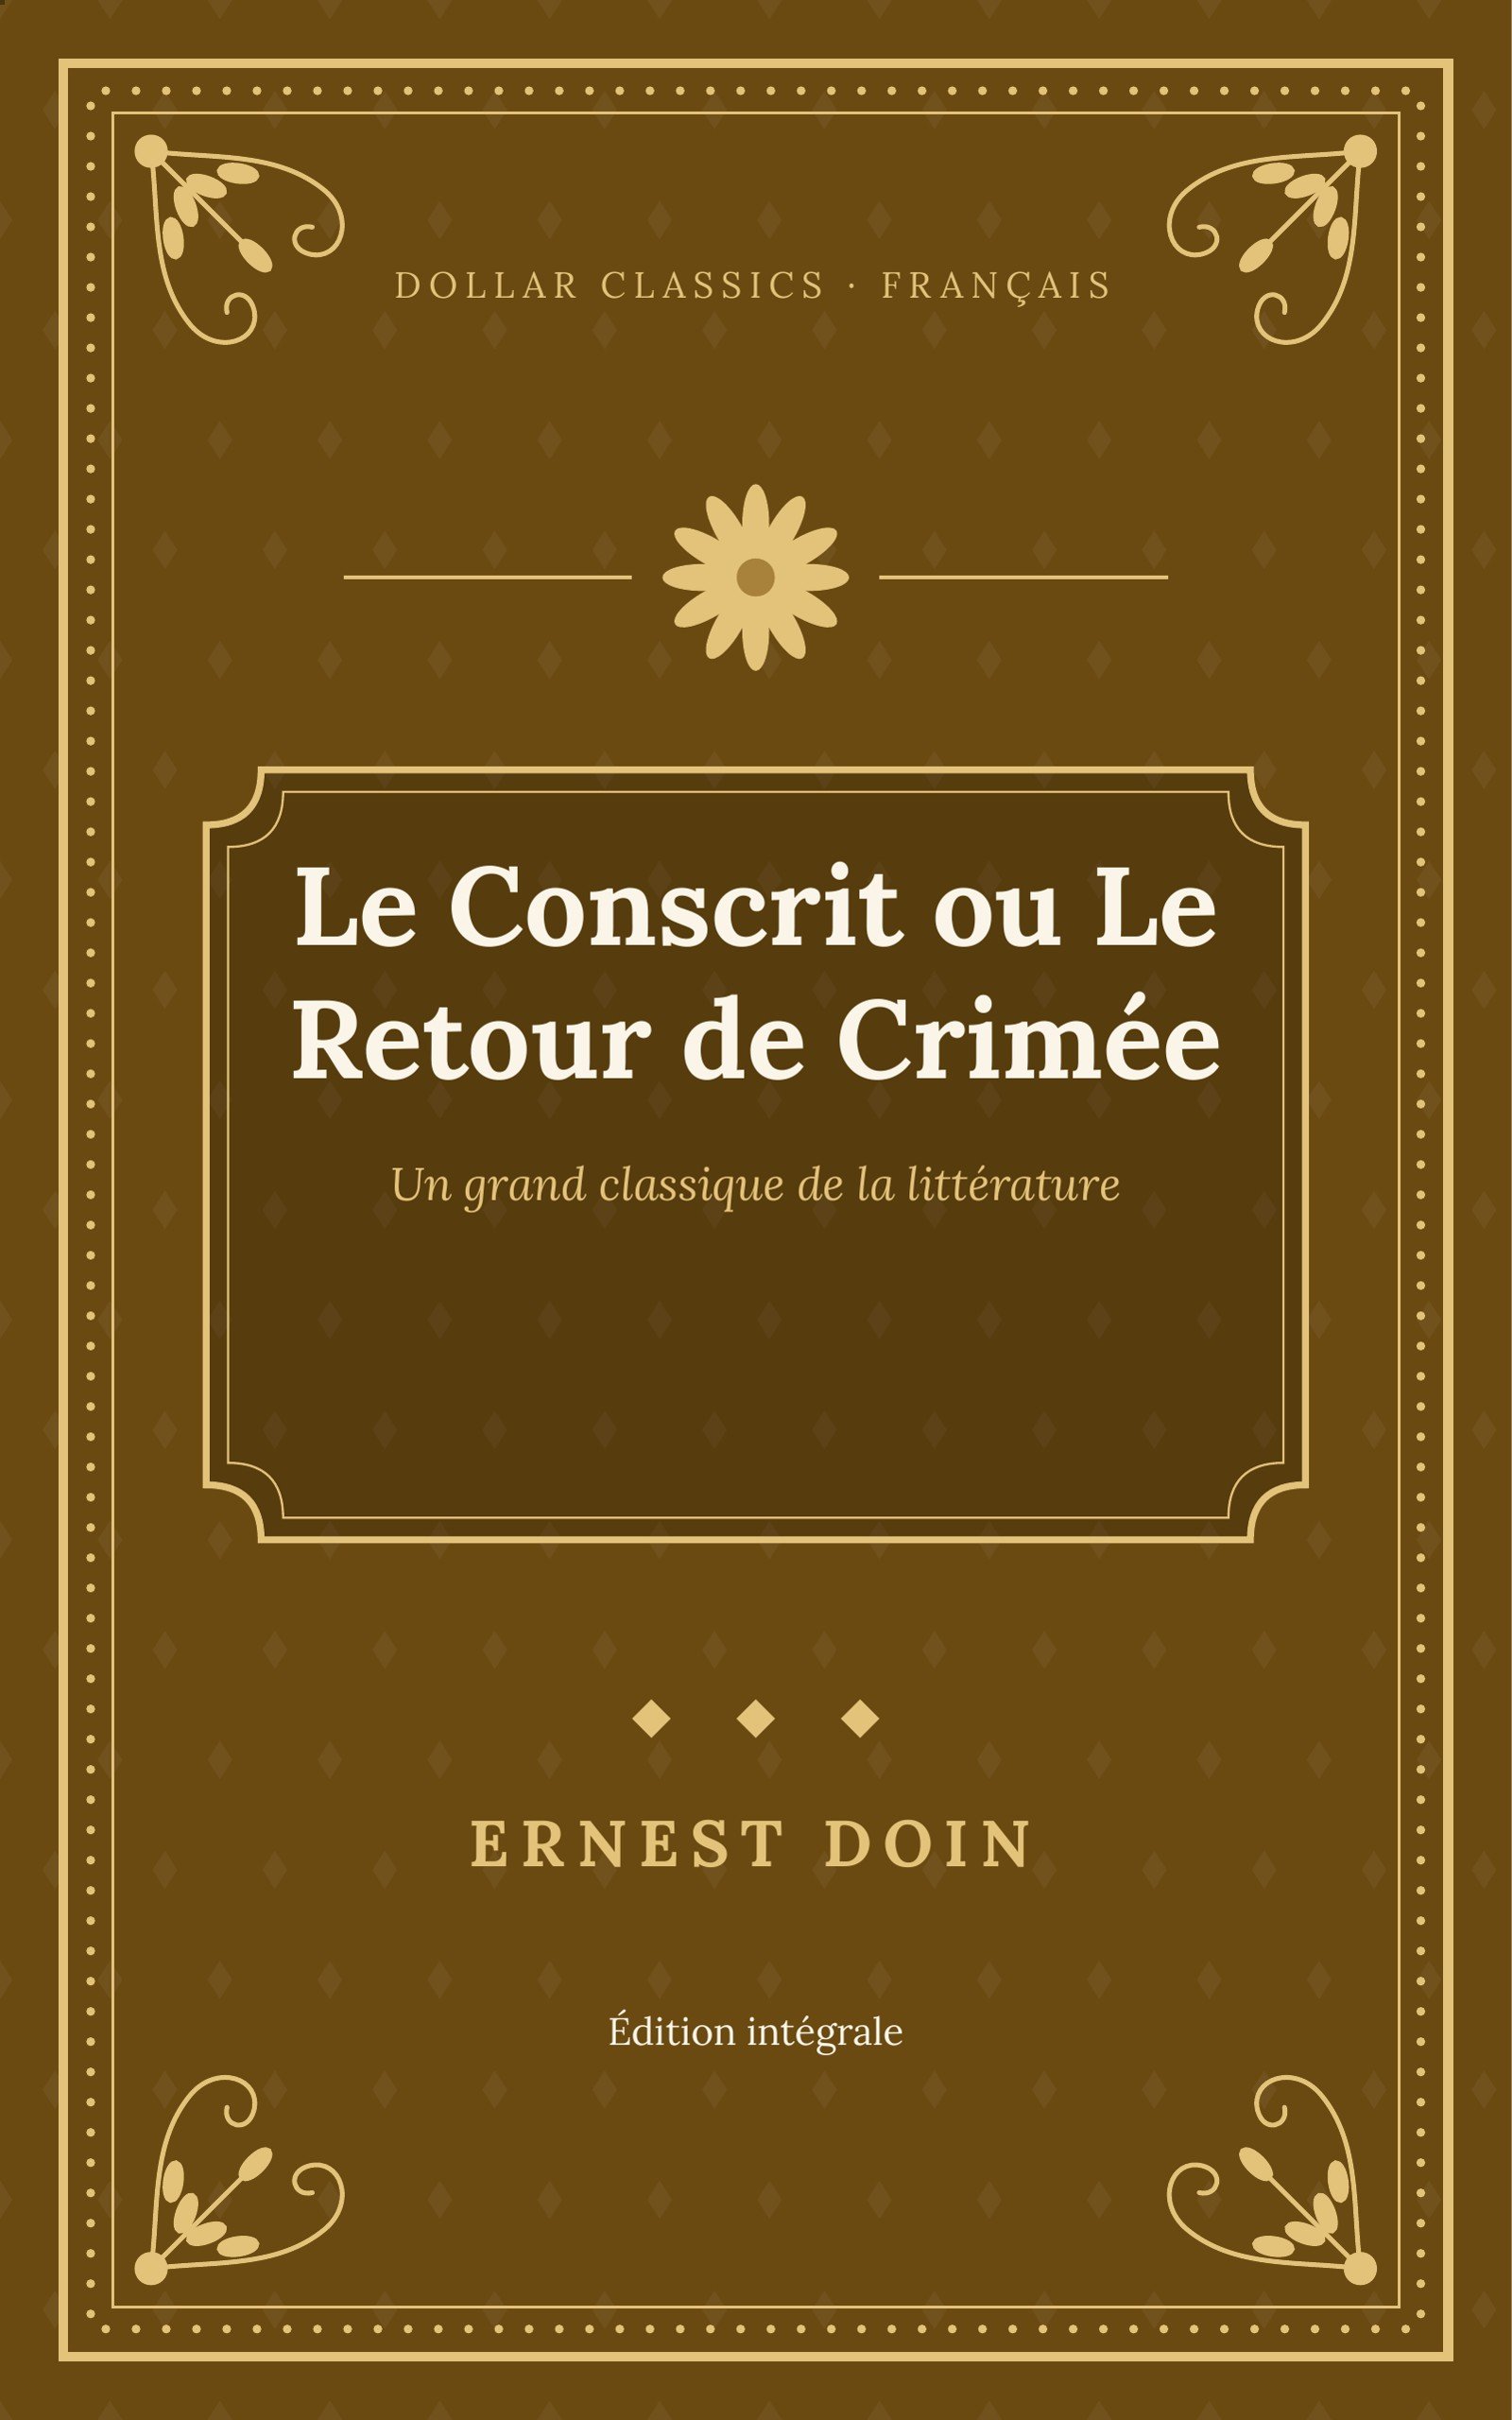 DOLLAR CLASSICS · FRANÇAIS
Le Conscrit ou Le
Retour de Crimée
Un grand classique de la littérature
ERNEST DOIN
Édition intégrale